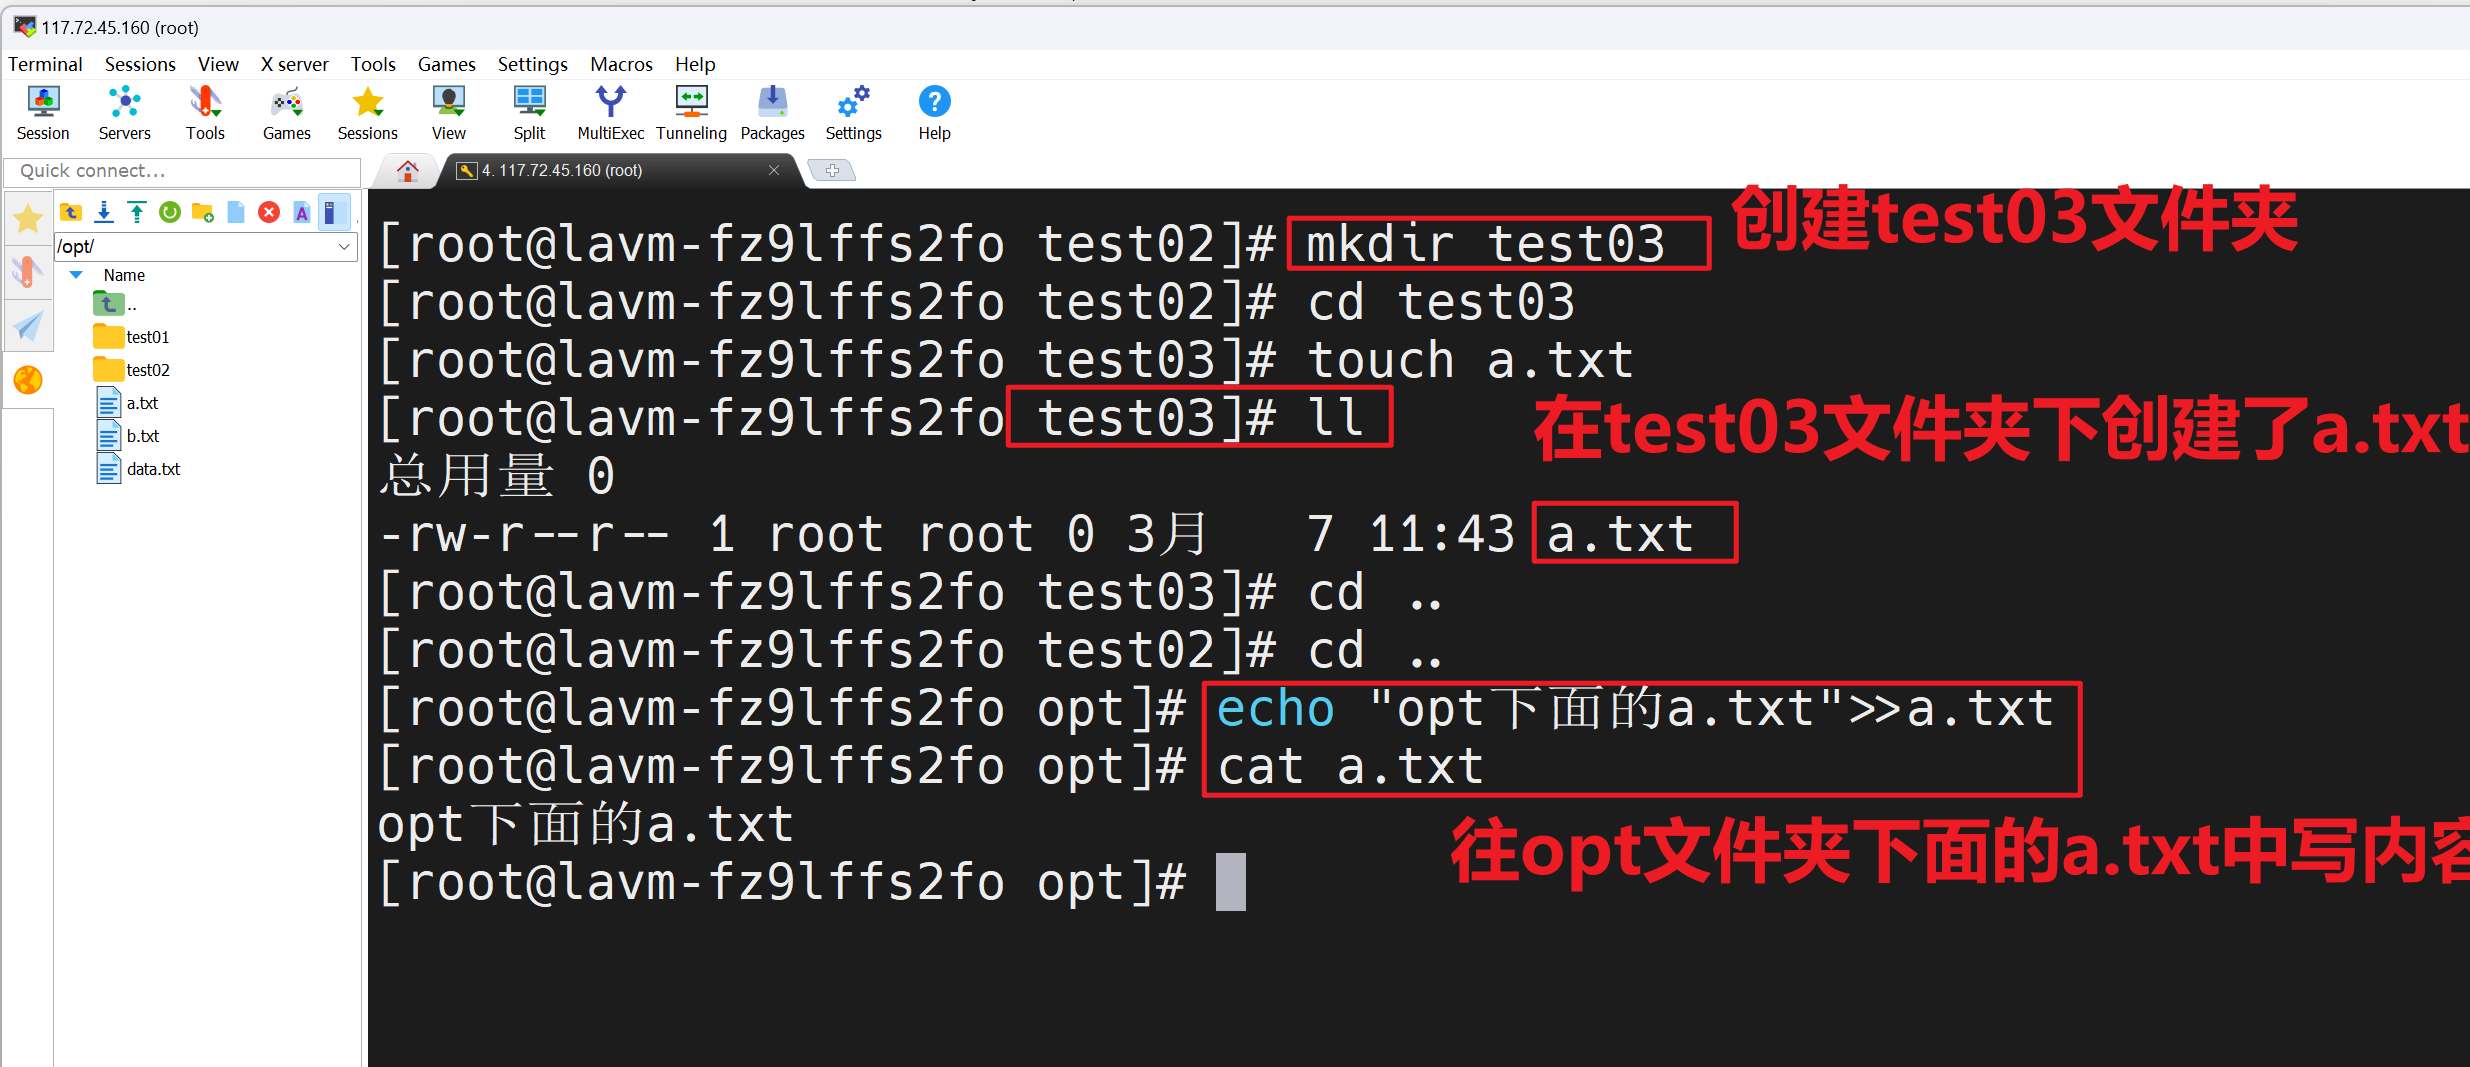 117.72.45.160 (root)
Terminal Sessions View X server Tools Games Settings Macros Help
Session Servers Tools Games Sessions View Split MultiExec Tunneling Packages Settings Help
Quick connect...
4. 117.72.45.160 (root)
/opt/
Name
..
test01
test02
a.txt
b.txt
data.txt
[root@lavm-fz9lffs2fo test02]# mkdir test03
创建test03文件夹
[root@lavm-fz9lffs2fo test02]# cd test03
[root@lavm-fz9lffs2fo test03]# touch a.txt
[root@lavm-fz9lffs2fo test03]# ll
在test03文件夹下创建了a.txt
总用量 0
-rw-r--r-- 1 root root 0 3月   7 11:43 a.txt
[root@lavm-fz9lffs2fo test03]# cd ..
[root@lavm-fz9lffs2fo test02]# cd ..
[root@lavm-fz9lffs2fo opt]# echo "opt下面的a.txt">>a.txt
[root@lavm-fz9lffs2fo opt]# cat a.txt
opt下面的a.txt
往opt文件夹下面的a.txt中写内容
[root@lavm-fz9lffs2fo opt]#